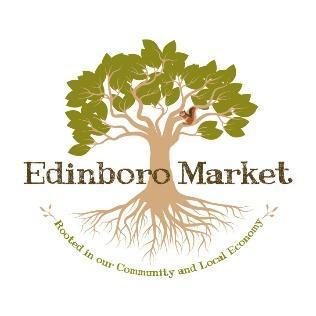 Edinboro Market
Rooted in our Community and Local Economy